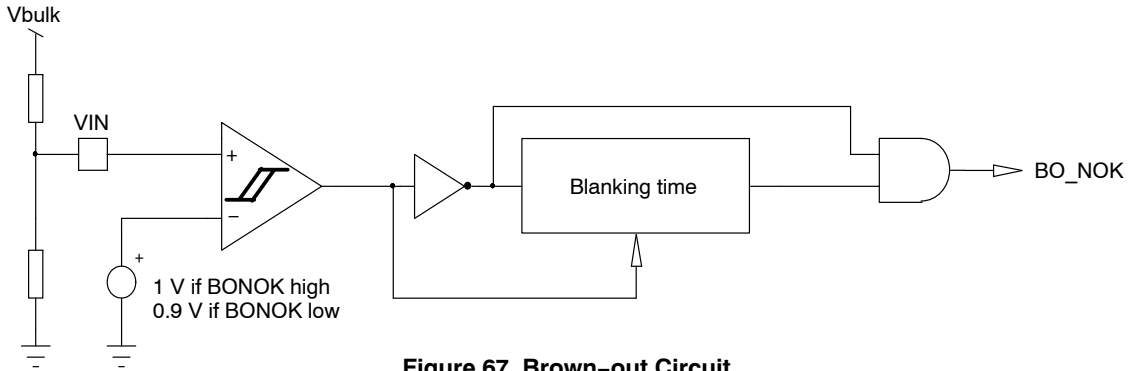 Vbulk
VIN
+
−
+
1 V if BONOK high
0.9 V if BONOK low
Blanking time
BO_NOK
Figure 67. Brown−out Circuit